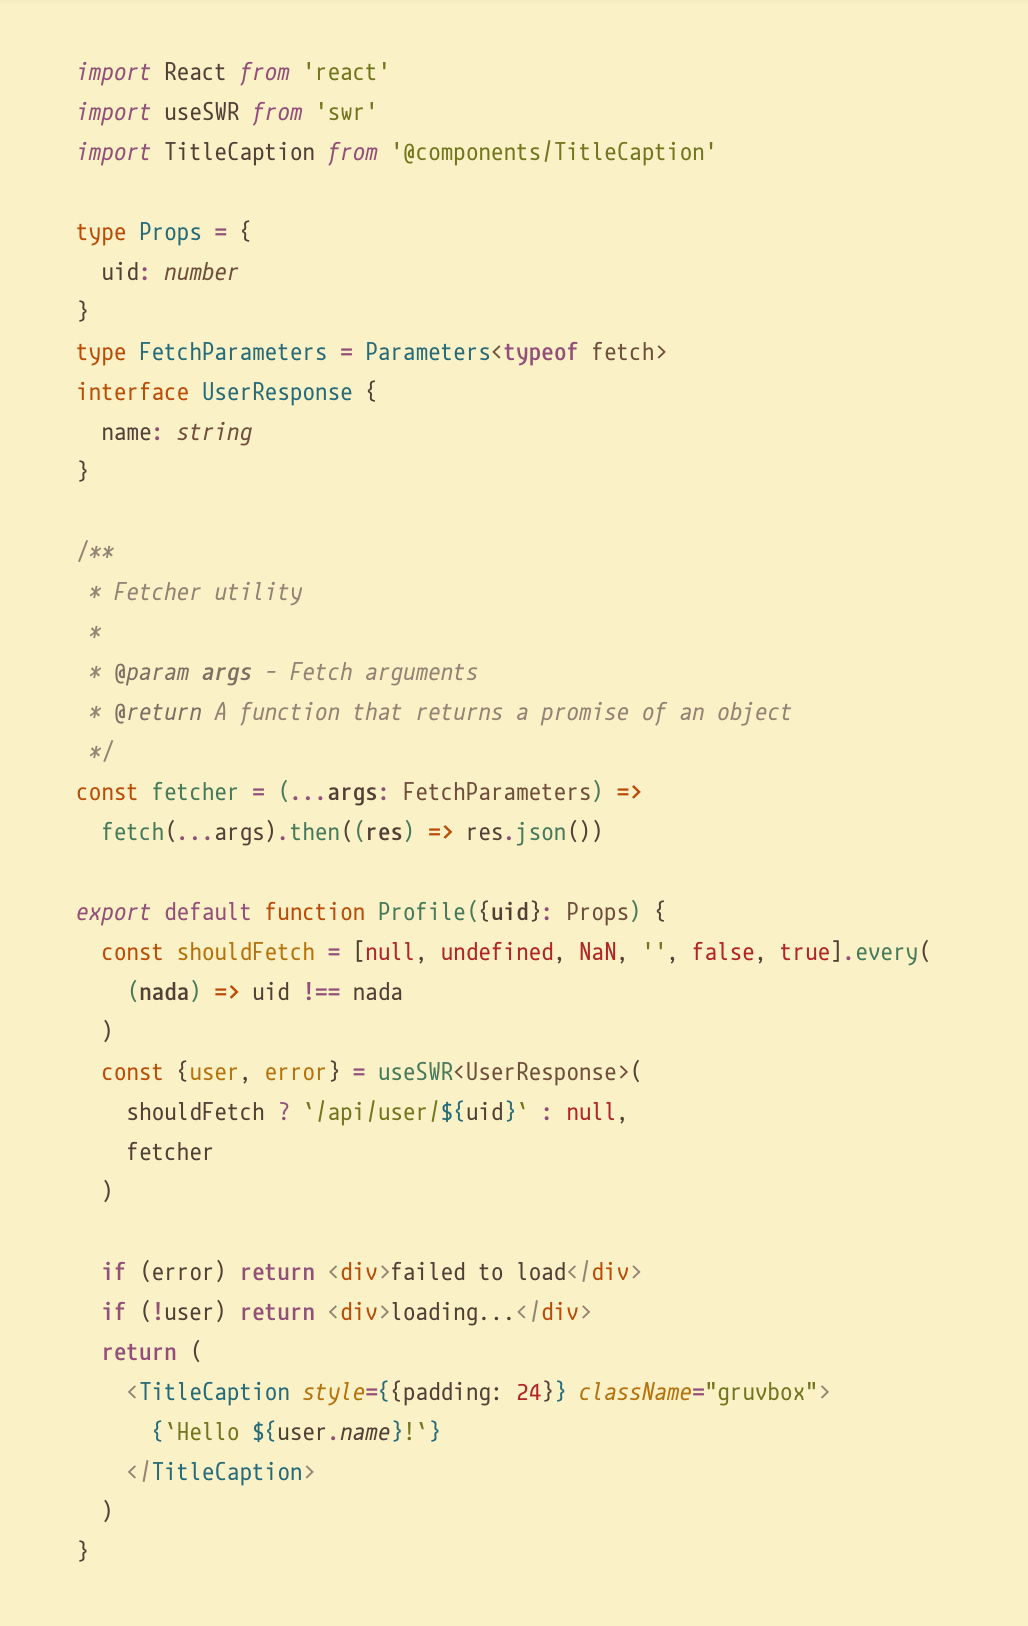 import React from 'react'
import useSWR from 'swr'
import TitleCaption from '@components/TitleCaption'

type Props = {
  uid: number
}
type FetchParameters = Parameters<typeof fetch>
interface UserResponse {
  name: string
}

/**
 * Fetcher utility
 *
 * @param args - Fetch arguments
 * @return A function that returns a promise of an object
 */
const fetcher = (...args: FetchParameters) =>
  fetch(...args).then((res) => res.json())

export default function Profile({uid}: Props) {
  const shouldFetch = [null, undefined, NaN, '', false, true].every(
    (nada) => uid !== nada
  )
  const {user, error} = useSWR<UserResponse>(
    shouldFetch ? `/api/user/${uid}` : null,
    fetcher
  )

  if (error) return <div>failed to load</div>
  if (!user) return <div>loading...</div>
  return (
    <TitleCaption style={{padding: 24}} className="gruvbox">
      {`Hello ${user.name}!`}
    </TitleCaption>
  )
}